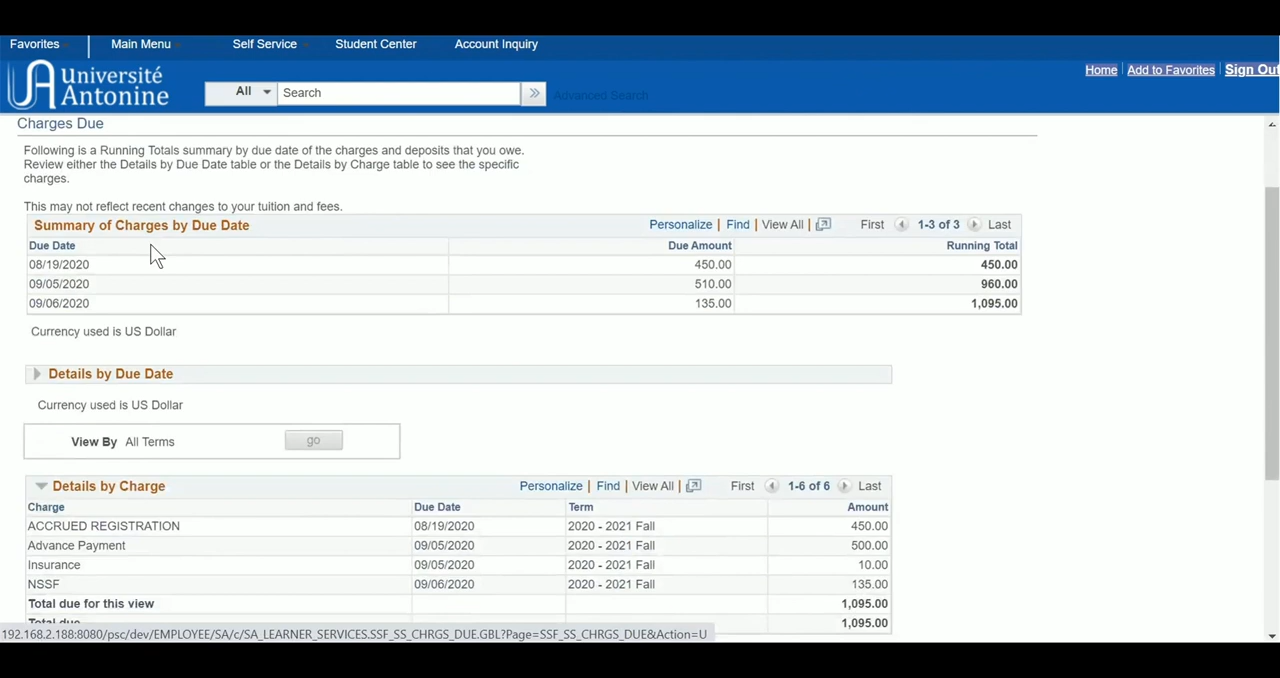 Favorites Main Menu Self Service Student Center Account Inquiry
Home Add to Favorites Sign Out
Université
Antonine
All Search Advanced Search
Charges Due
Following is a Running Totals summary by due date of the charges and deposits that you owe.
Review either the Details by Due Date table or the Details by Charge table to see the specific
charges.
This may not reflect recent changes to your tuition and fees.
Summary of Charges by Due Date Personalize | Find | View All | First 1-3 of 3 Last
Due Date Due Amount Running Total
08/19/2020 450.00 450.00
09/05/2020 510.00 960.00
09/06/2020 135.00 1,095.00
Currency used is US Dollar
Details by Due Date
Currency used is US Dollar
View By All Terms go
Details by Charge Personalize | Find | View All | First 1-6 of 6 Last
Charge Due Date Term Amount
ACCRUED REGISTRATION 08/19/2020 2020 - 2021 Fall 450.00
Advance Payment 09/05/2020 2020 - 2021 Fall 500.00
Insurance 09/05/2020 2020 - 2021 Fall 10.00
NSSF 09/06/2020 2020 - 2021 Fall 135.00
Total due for this view 1,095.00
Total due 1,095.00
192.168.2.188:8080/psc/dev/EMPLOYEE/SA/c/SA_LEARNER_SERVICES.SSF_SS_CHRGS_DUE.GBL?Page=SSF_SS_CHRGS_DUE&Action=U